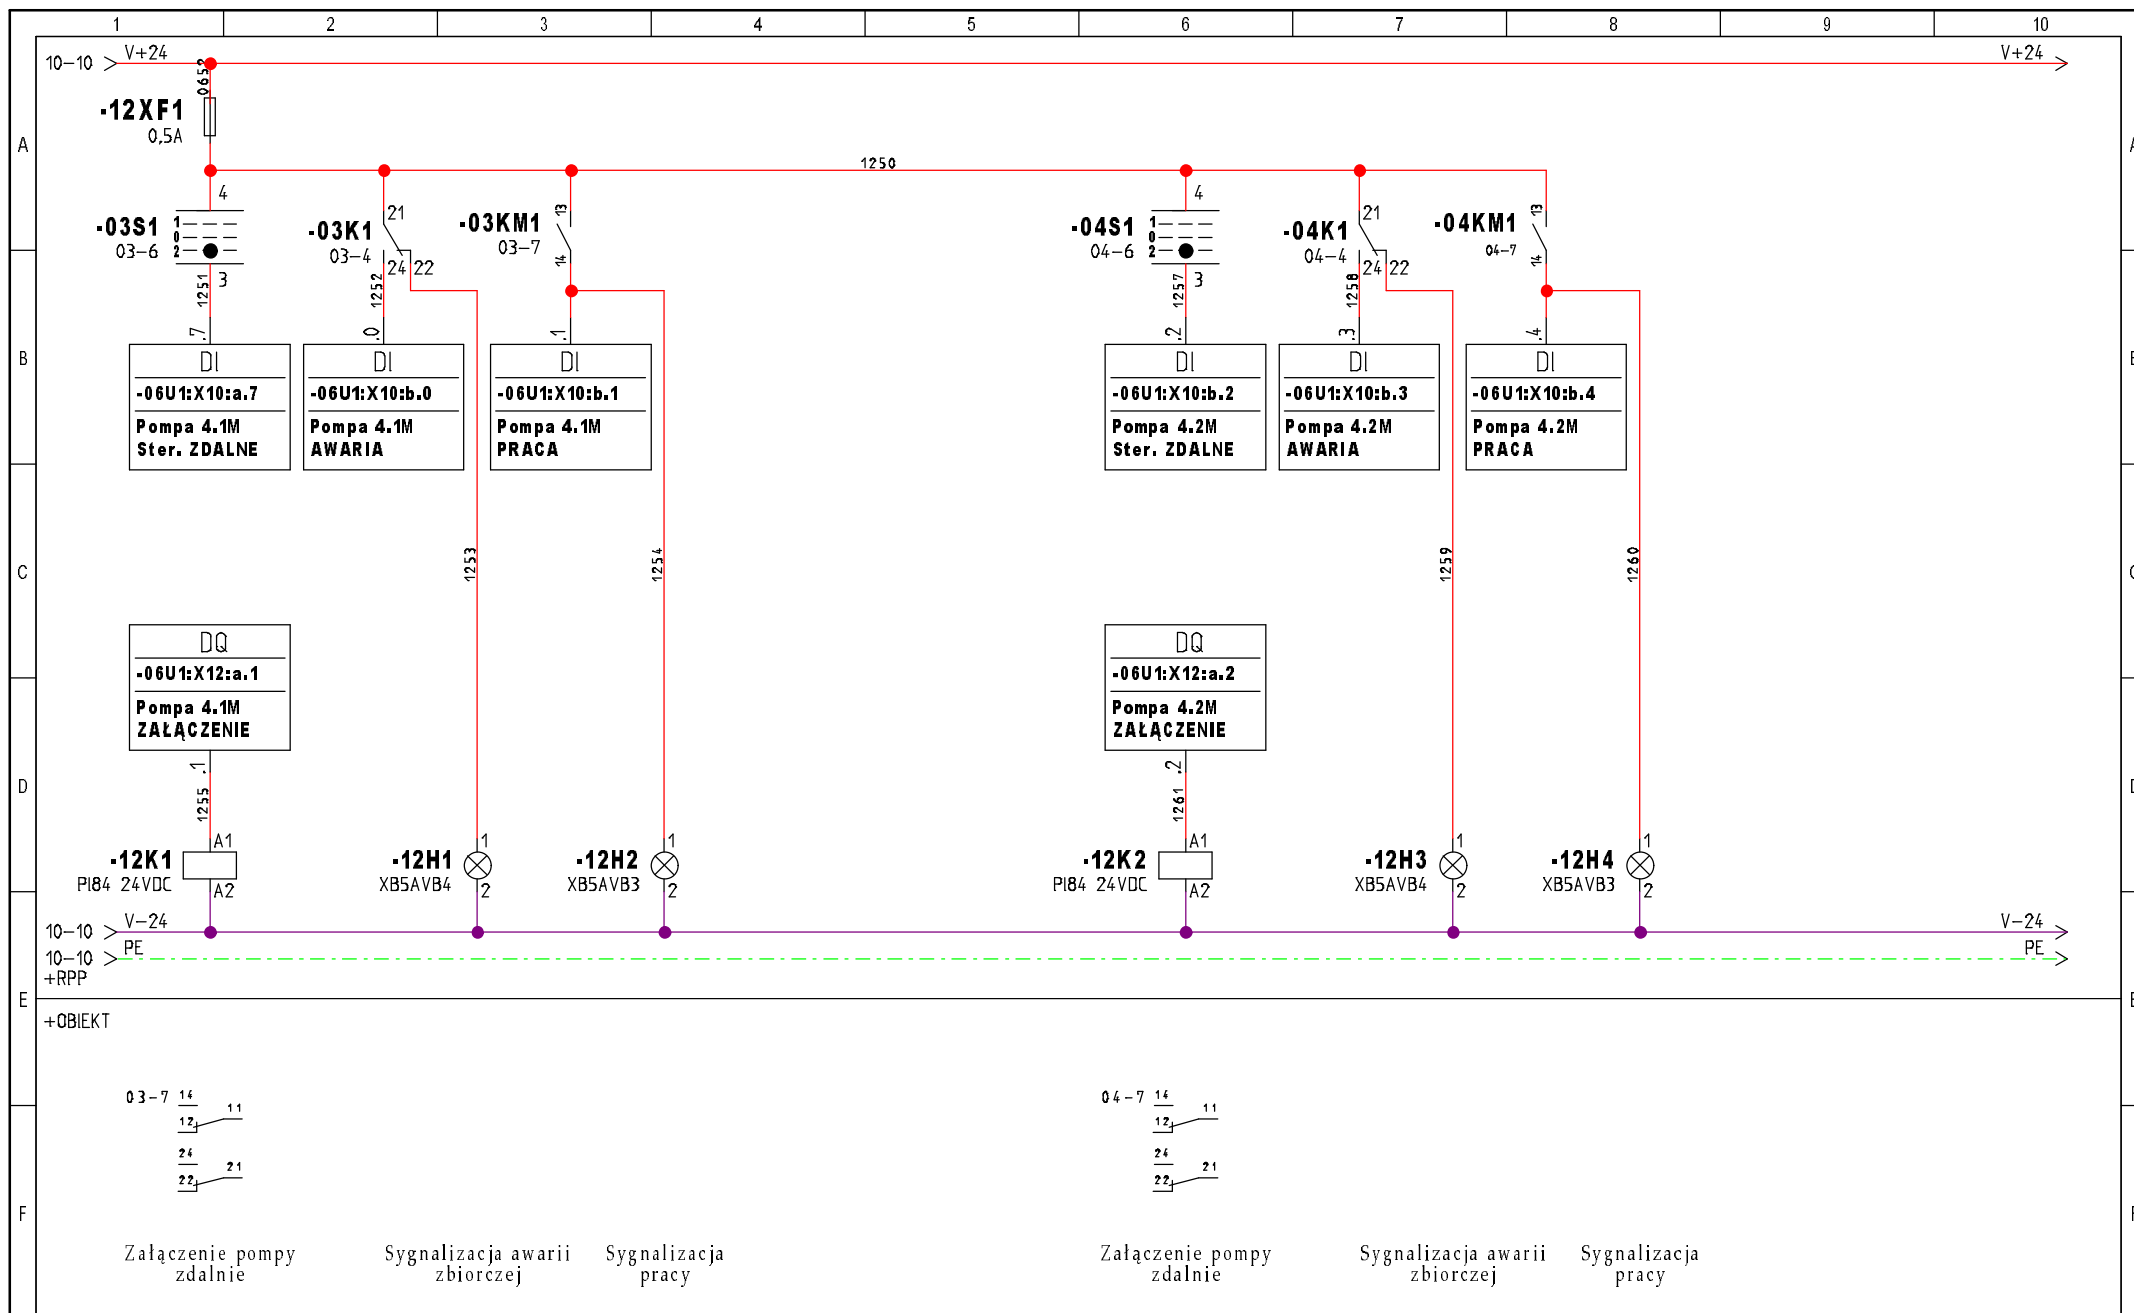 1 2 3 4 5 6 7 8 9 10
10-10 V+24 V+24
0652
-12XF1
0,5A
A A
1250
4 21 13 4 21 13
-03S1 1 0 2
03-6
-03K1
03-4
-03KM1
03-7
-04S1 1 0 2
04-6
-04K1
04-4
-04KM1
04-7
3 24 22 14 3 24 22 14
1251 1252 1257 1258
.7 .0 .1 .2 .3 .4
B B
DI
-06U1:X10:a.7
Pompa 4.1M
Ster. ZDALNE
DI
-06U1:X10:b.0
Pompa 4.1M
AWARIA
DI
-06U1:X10:b.1
Pompa 4.1M
PRACA
DI
-06U1:X10:b.2
Pompa 4.2M
Ster. ZDALNE
DI
-06U1:X10:b.3
Pompa 4.2M
AWARIA
DI
-06U1:X10:b.4
Pompa 4.2M
PRACA
C 1253 1254 1259 1260 C
DQ
-06U1:X12:a.1
Pompa 4.1M
ZAŁĄCZENIE
DQ
-06U1:X12:a.2
Pompa 4.2M
ZAŁĄCZENIE
.1 .2
D 1255 1261 D
A1 1 1 A1 1 1
-12K1
PI84 24VDC
-12H1
XB5AVB4
-12H2
XB5AVB3
-12K2
PI84 24VDC
-12H3
XB5AVB4
-12H4
XB5AVB3
A2 2 2 A2 2 2
10-10 V-24 V-24
10-10 PE PE
+RPP
E E
+OBIEKT
03-7 14 11
12
24
22 21
04-7 14 11
12
24
22 21
F F
Załączenie pompy
zdalnie
Sygnalizacja awarii
zbiorczej
Sygnalizacja
pracy
Załączenie pompy
zdalnie
Sygnalizacja awarii
zbiorczej
Sygnalizacja
pracy